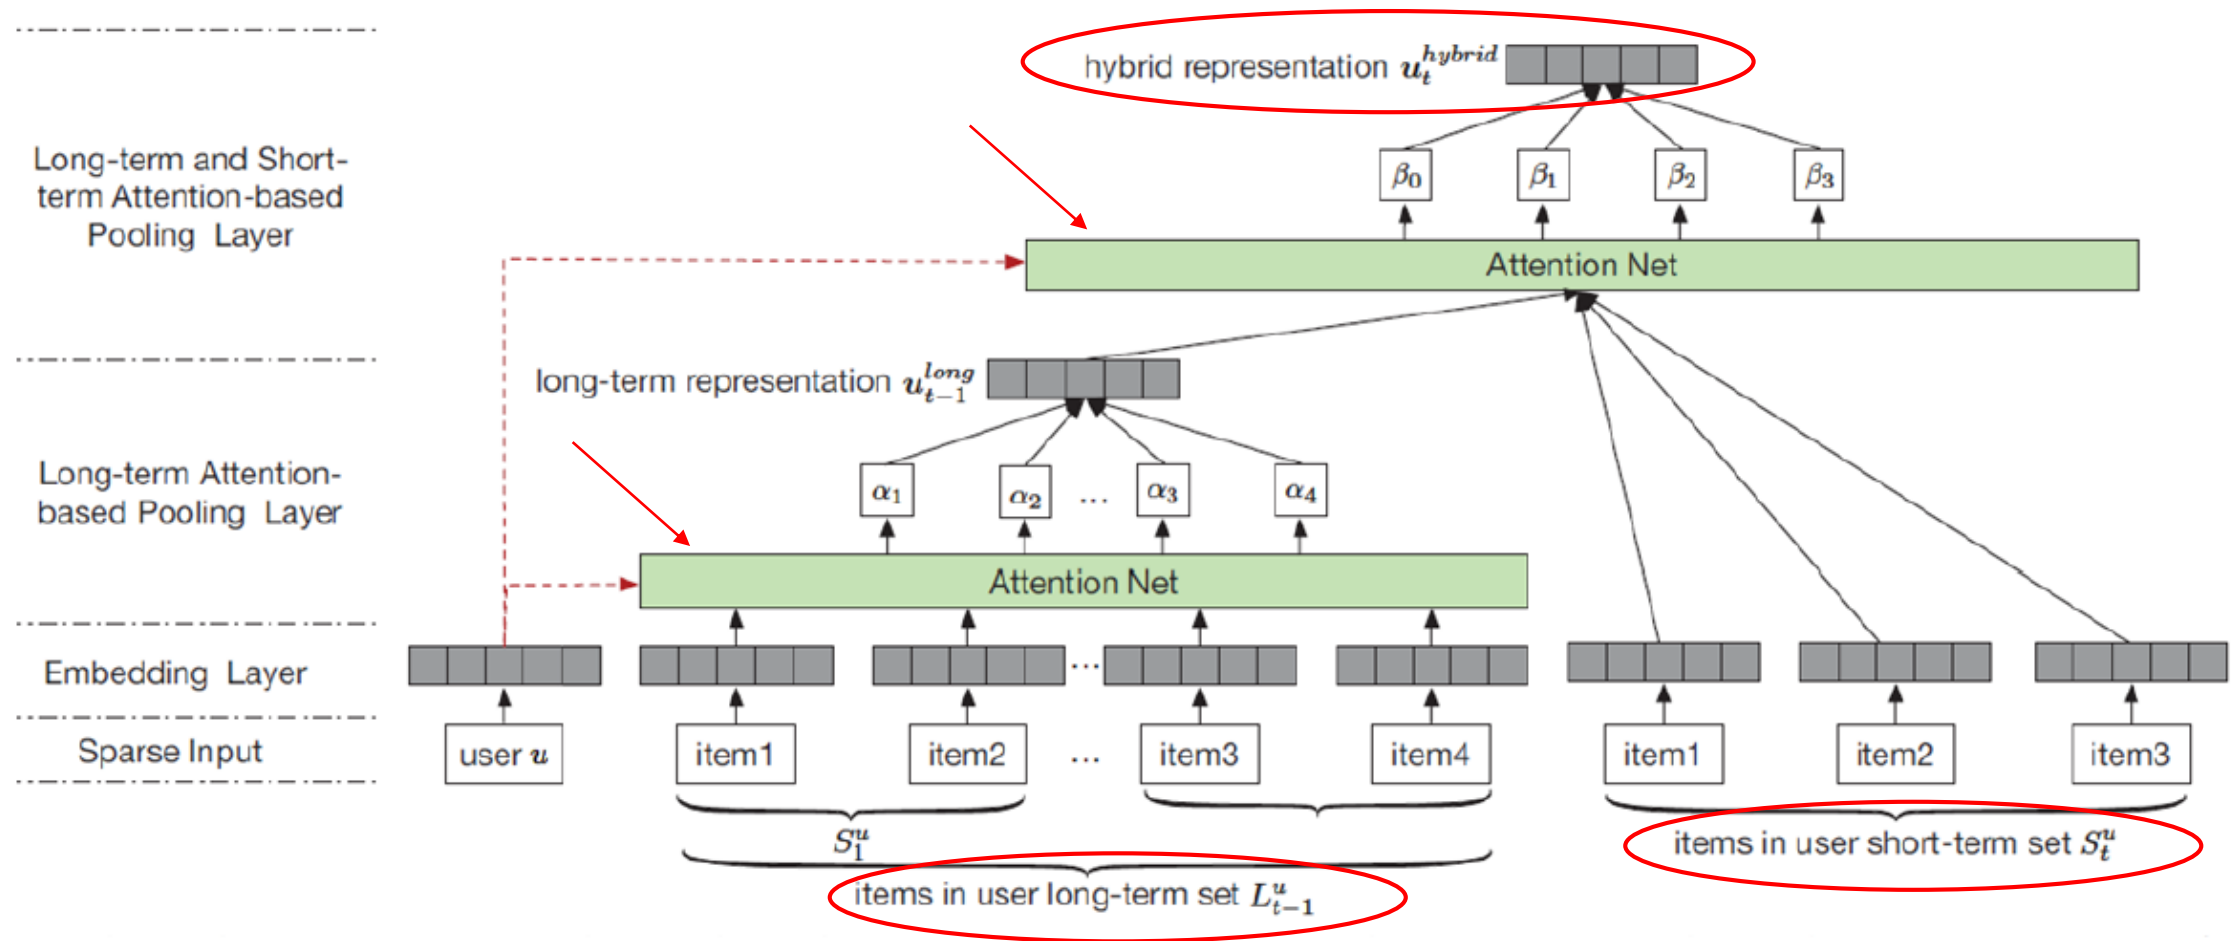 hybrid representation u_t^{hybrid}
Long-term and Short-
term Attention-based
Pooling Layer
β0 β1 β2 β3
Attention Net
long-term representation u_{t-1}^{long}
Long-term Attention-
based Pooling Layer
α1 α2 ... α3 α4
Attention Net
Embedding Layer
...
Sparse Input
user u
item1 item2 ... item3 item4
item1 item2 item3
S_1^u
items in user short-term set S_t^u
items in user long-term set L_{t-1}^u